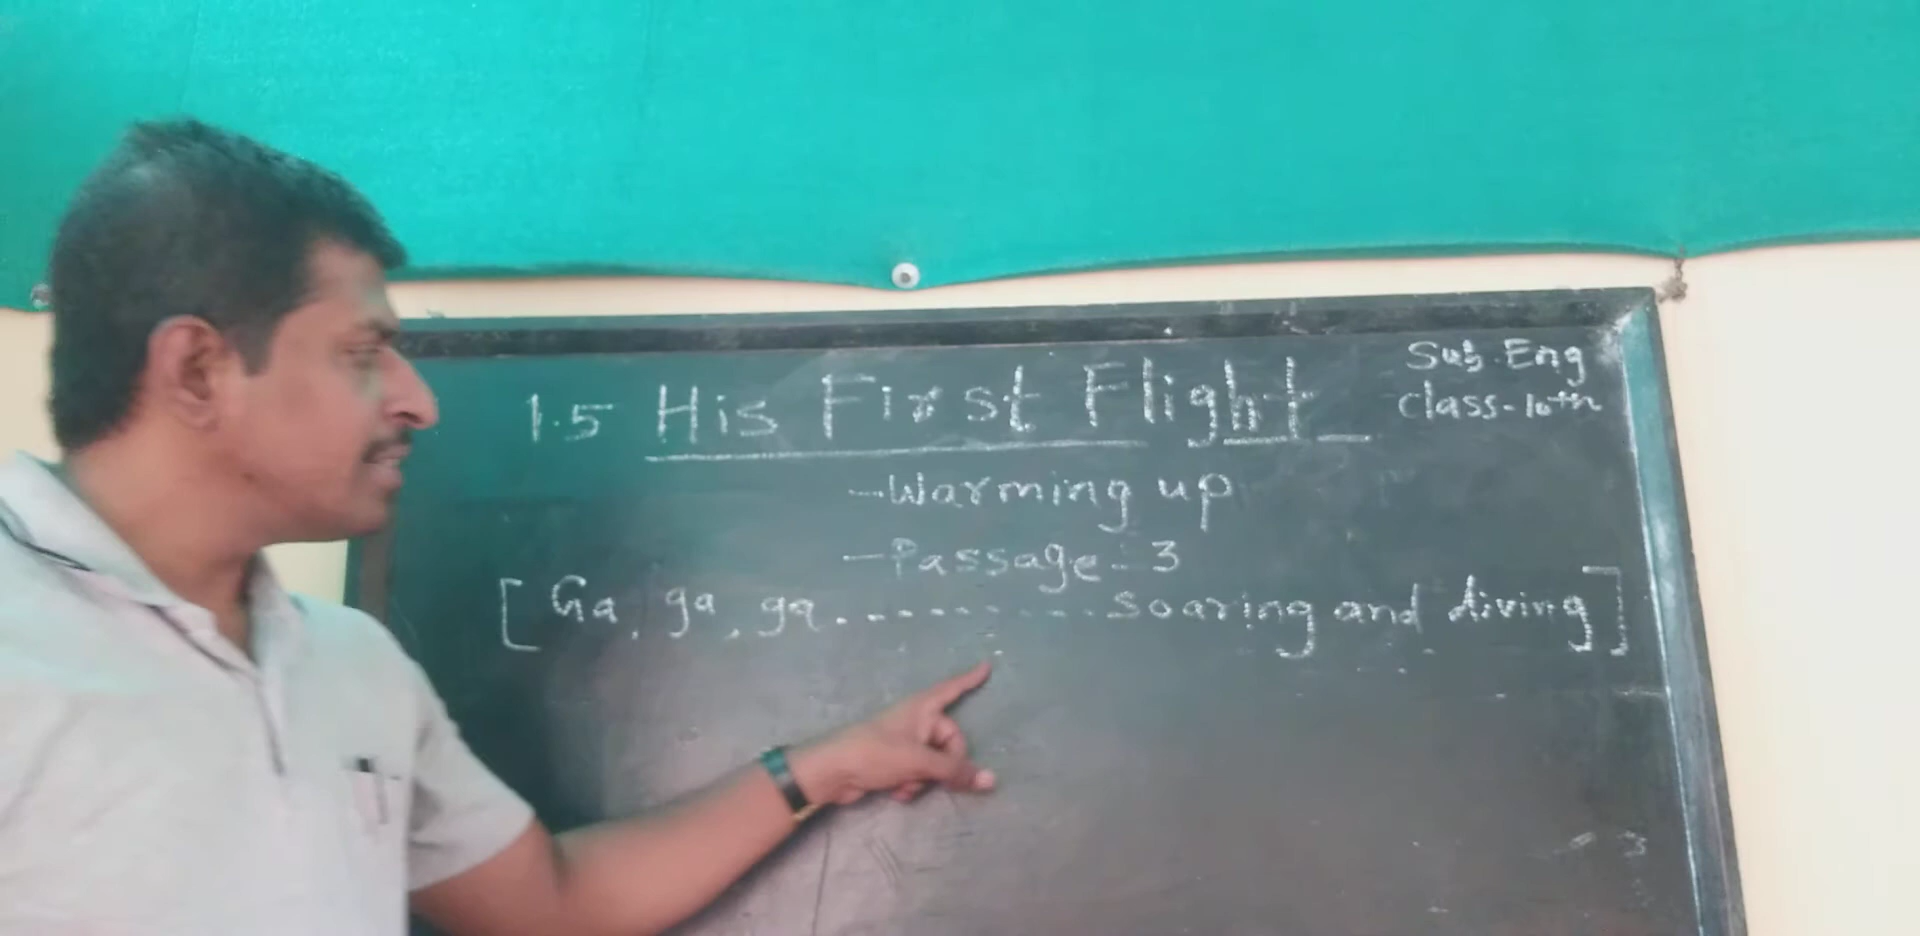 Sub. Eng
Class-10th
1.5 His First Flight
-Warming up
-Passage-3
[Ga, ga, ga.........soaring and diving]